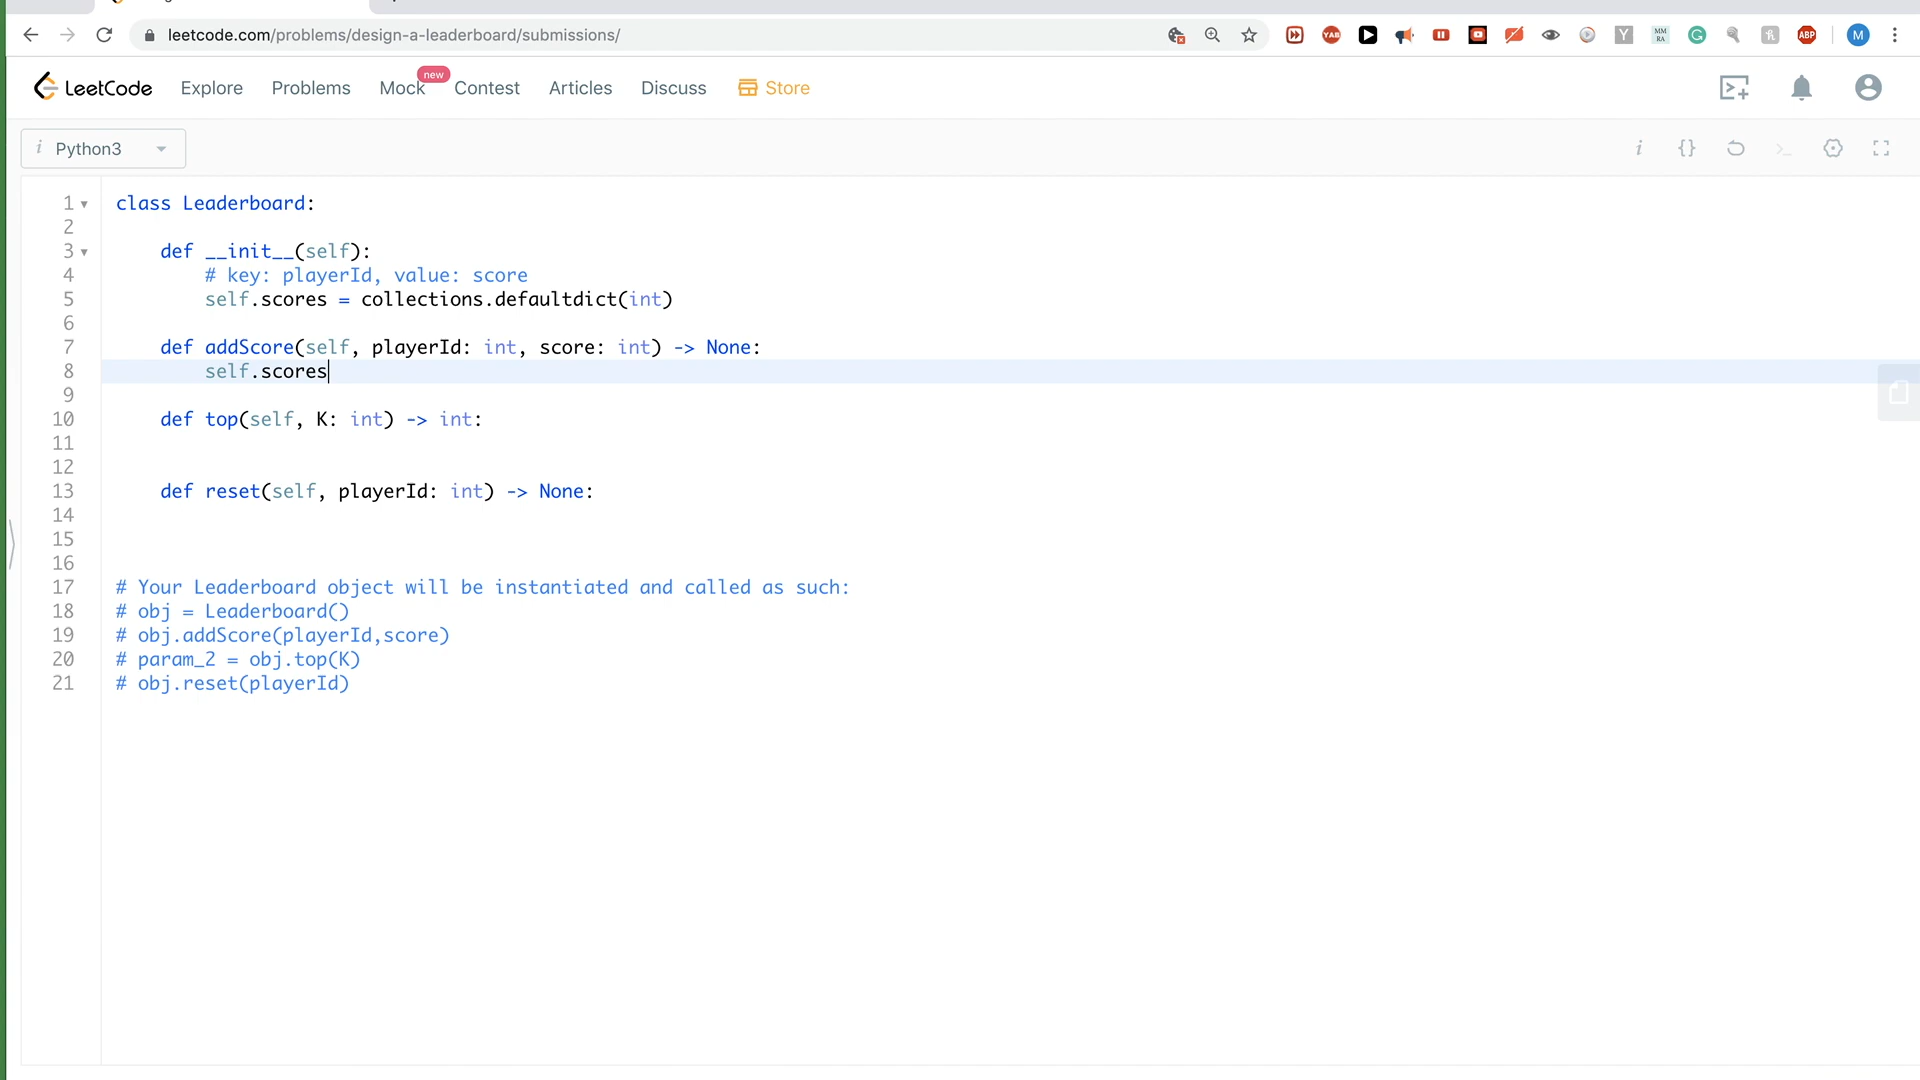 leetcode.com/problems/design-a-leaderboard/submissions/
YAB
Y
MM
RA
ABP
M
LeetCode Explore Problems Mock new Contest Articles Discuss Store
i Python3
i {} >_
1 class Leaderboard:
2
3 def __init__(self):
4 # key: playerId, value: score
5 self.scores = collections.defaultdict(int)
6
7 def addScore(self, playerId: int, score: int) -> None:
8 self.scores
9
10 def top(self, K: int) -> int:
11
12
13 def reset(self, playerId: int) -> None:
14
15
16
17 # Your Leaderboard object will be instantiated and called as such:
18 # obj = Leaderboard()
19 # obj.addScore(playerId,score)
20 # param_2 = obj.top(K)
21 # obj.reset(playerId)